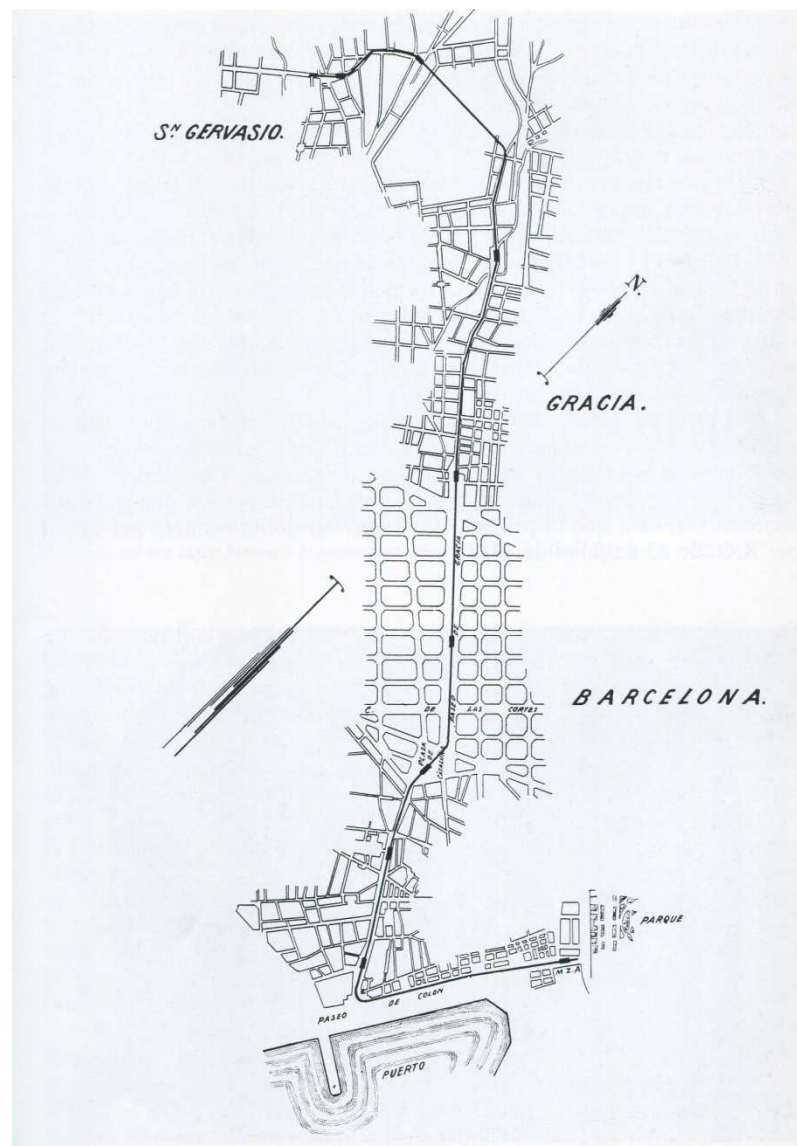 Sⁿ GERVASIO.
N.
GRACIA.
GRACIA
DE
PASEO
BARCELONA.
C. DE LAS CORTES
PLAZA
DE
CATALUÑA
PARQUE
M.Z.A
PASEO DE COLON
PUERTO